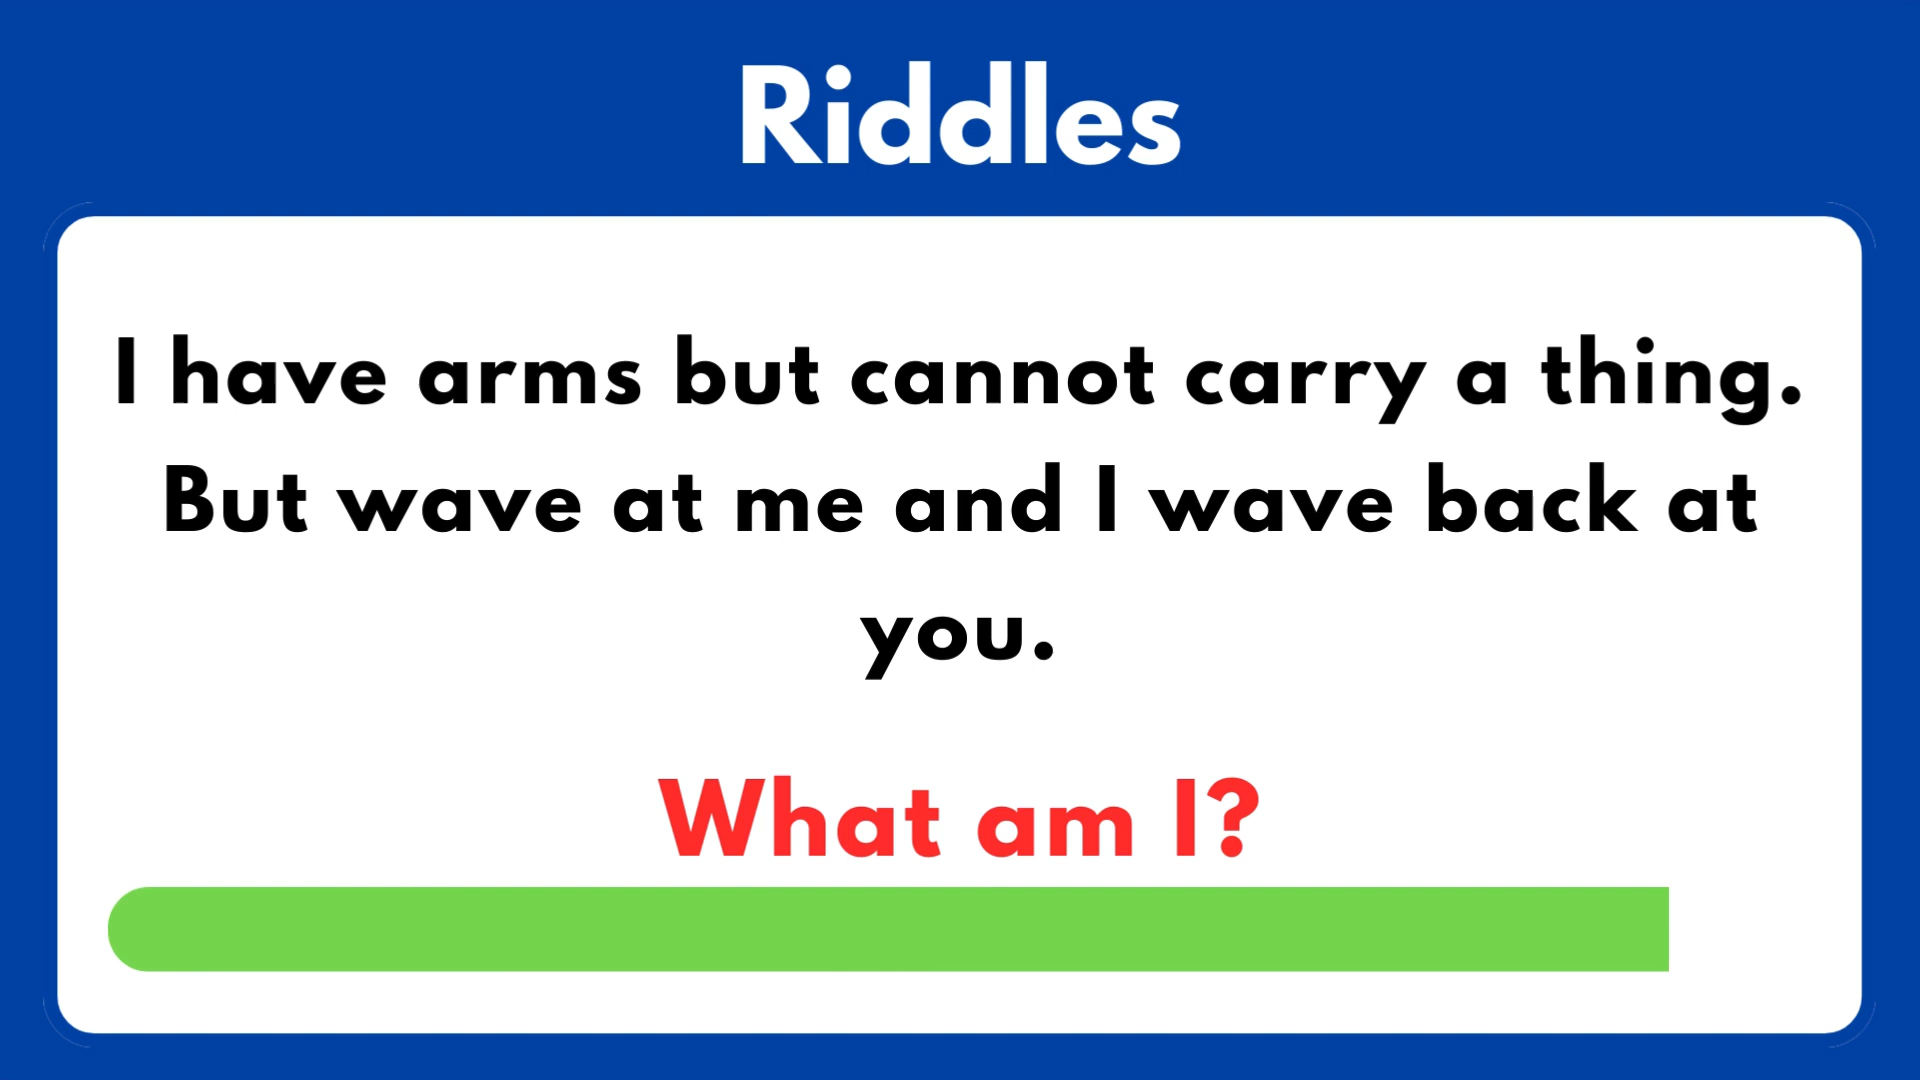 Riddles
I have arms but cannot carry a thing.
But wave at me and I wave back at
you.
What am I?